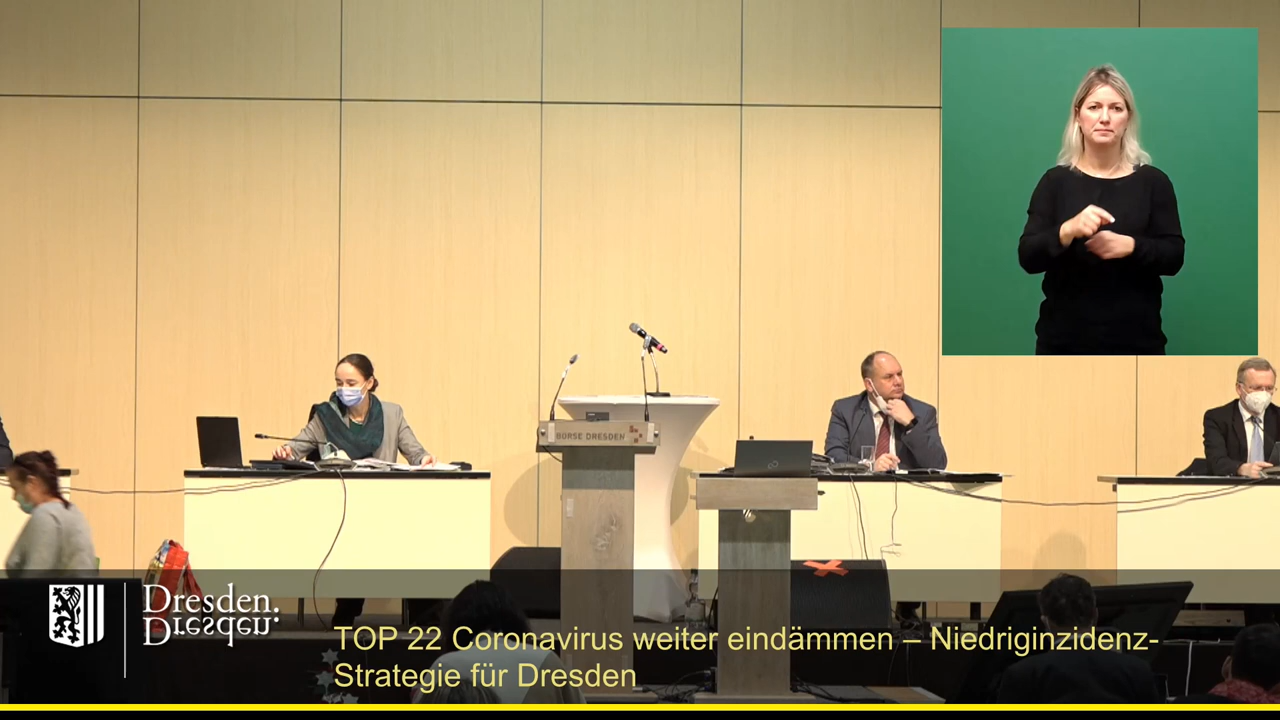 BÖRSE DRESDEN
Dresden.
Dresden.
TOP 22 Coronavirus weiter eindämmen – Niedriginzidenz-
Strategie für Dresden